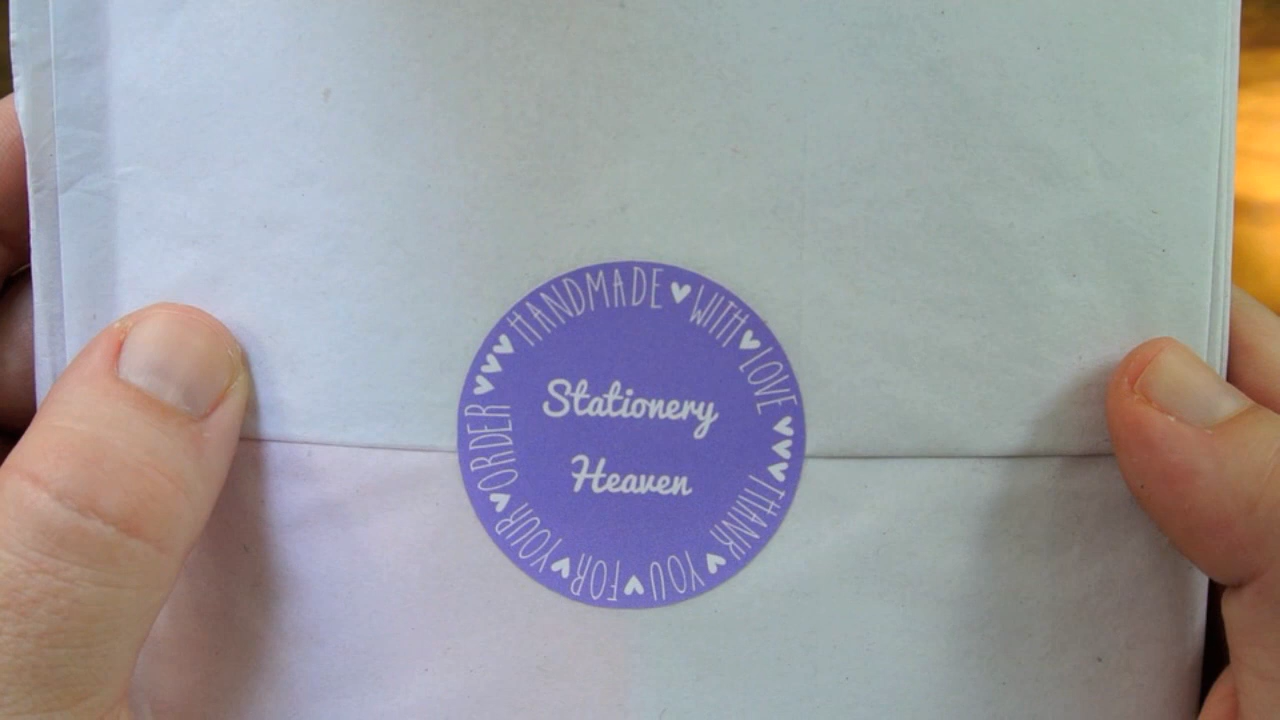 HANDMADE ♥ WITH ♥ LOVE ♥♥♥ THANK ♥ YOU ♥ FOR ♥ YOUR ♥ ORDER ♥♥♥
Stationery
Heaven